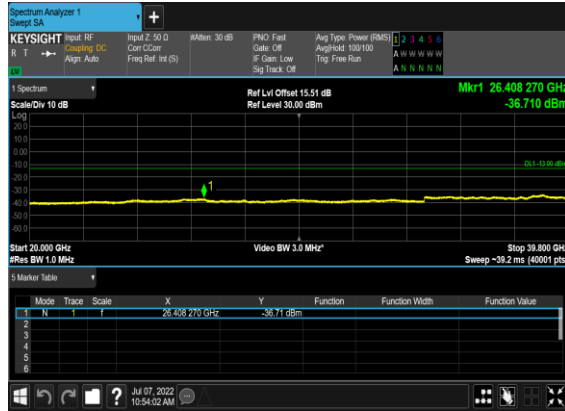 Spectrum Analyzer 1
Swept SA
+
KEYSIGHT
R T
LW
Input: RF
Coupling: DC
Align: Auto
Input Z: 50 Ω
Corr CCorr
Freq Ref: Int (S)
#Atten: 30 dB
PNO: Fast
Gate: Off
IF Gain: Low
Sig Track: Off
Avg Type: Power (RMS)
Avg|Hold: 100/100
Trig: Free Run
1 2 3 4 5 6
A W W W W W
A N N N N N
1 Spectrum
Scale/Div 10 dB
Ref Lvl Offset 15.51 dB
Ref Level 30.00 dBm
Mkr1 26.408 270 GHz
-36.710 dBm
Log
20.0
10.0
0.00
-10.0
DL1 -13.00 dBm
-20.0
1
-30.0
-40.0
-50.0
-60.0
Start 20.000 GHz
#Res BW 1.0 MHz
Video BW 3.0 MHz*
Stop 39.800 GHz
Sweep ~39.2 ms (40001 pts)
5 Marker Table
Mode Trace Scale X Y Function Function Width Function Value
1 N 1 f 26.408 270 GHz -36.71 dBm
2
3
4
5
6
?
Jul 07, 2022
10:54:02 AM